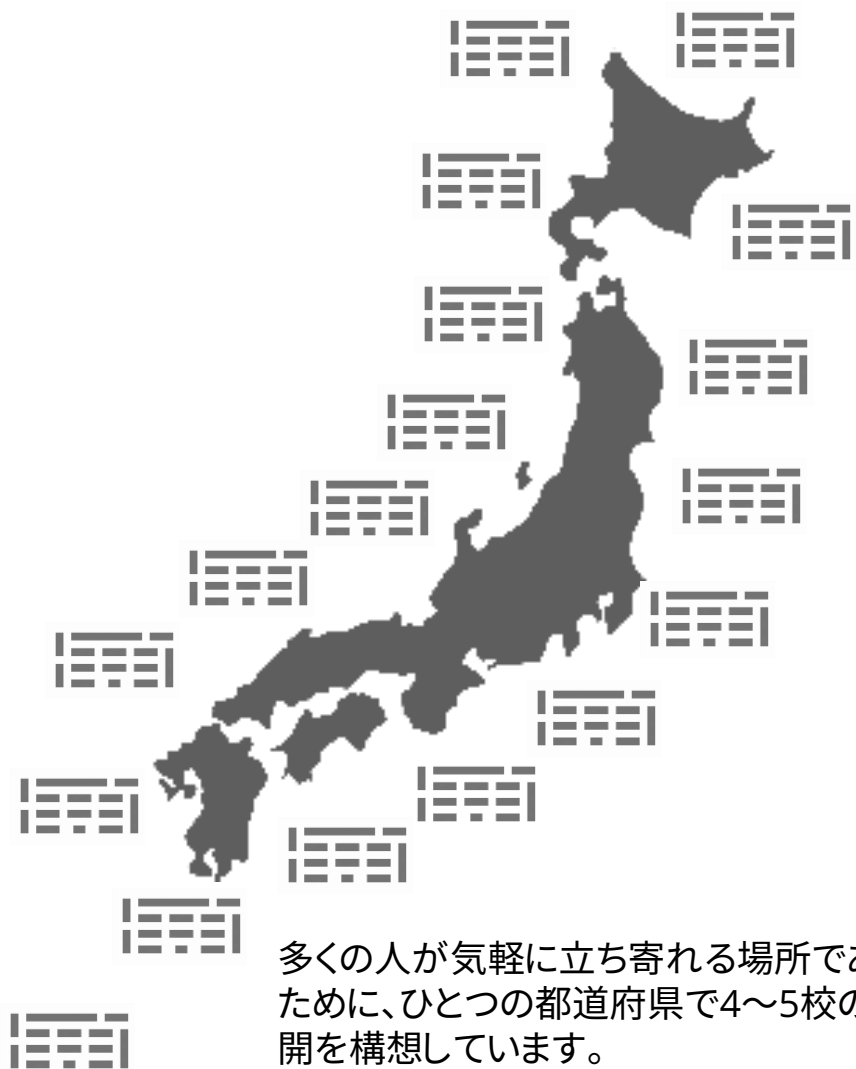 多くの人が気軽に立ち寄れる場所であ
ために、ひとつの都道府県で4〜5校の
開を構想しています。